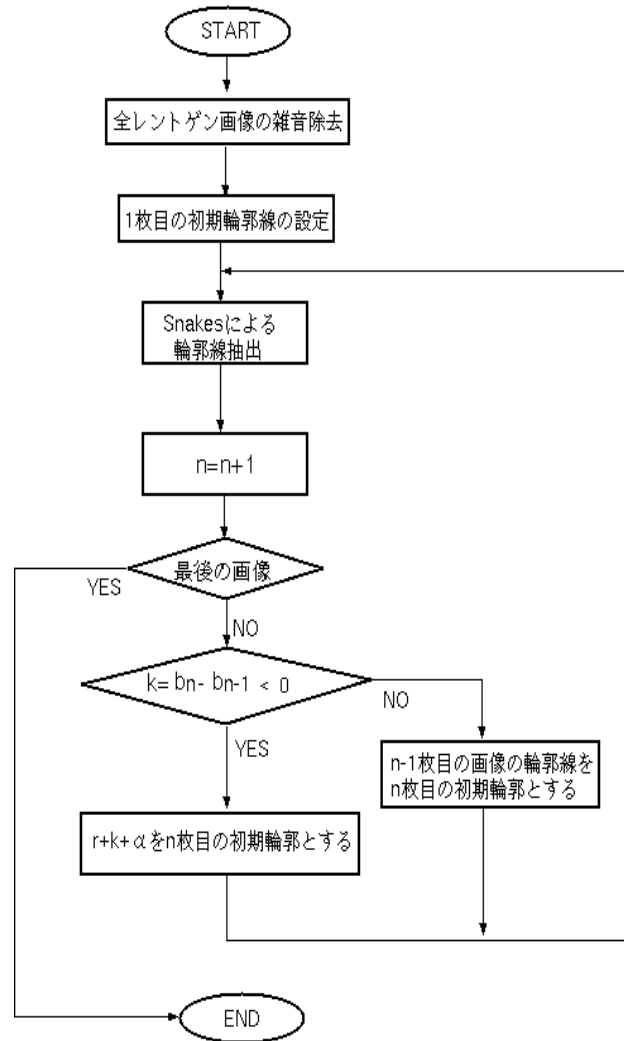 START
全レントゲン画像の雑音除去
1枚目の初期輪郭線の設定
Snakesによる
輪郭線抽出
n=n+1
最後の画像
YES
NO
k= bn- bn-1 < 0
NO
YES
n-1枚目の画像の輪郭線を
n枚目の初期輪郭とする
r+k+αをn枚目の初期輪郭とする
END